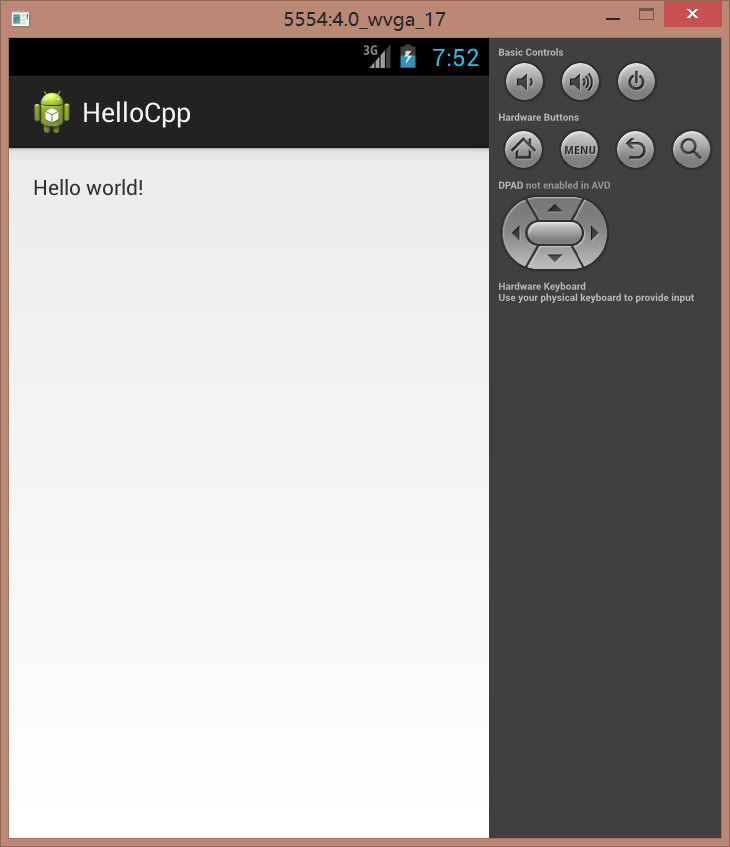 5554:4.0_wvga_17
3G 7:52
HelloCpp
Hello world!
Basic Controls
Hardware Buttons
MENU
DPAD not enabled in AVD
Hardware Keyboard
Use your physical keyboard to provide input